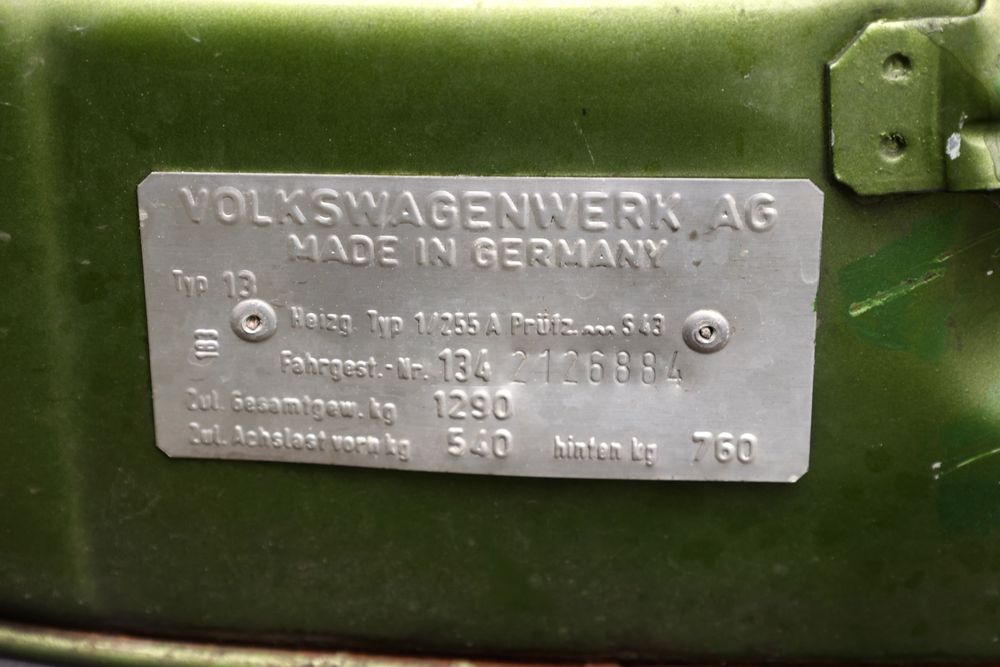 VOLKSWAGENWERK AG
MADE IN GERMANY
Typ 13
Heizg. Typ 1/255 A Prüfz. ~~~ S 43
183
Fahrgest.-Nr. 134 2126884
Zul. Gesamtgew. kg 1290
Zul. Achslast vorn kg 540 hinten kg 760